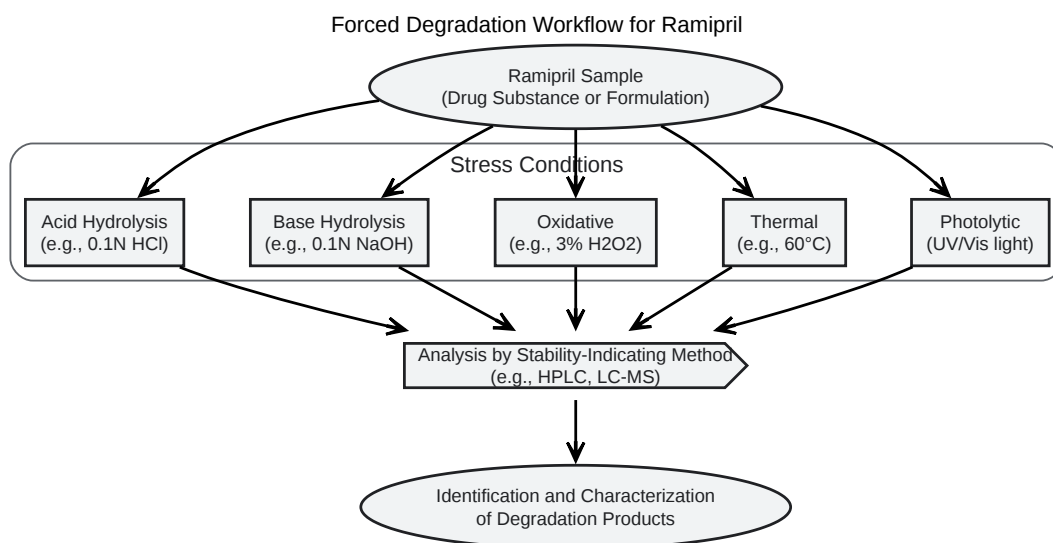 Forced Degradation Workflow for Ramipril
Ramipril Sample
(Drug Substance or Formulation)
Stress Conditions
Acid Hydrolysis
(e.g., 0.1N HCl)
Base Hydrolysis
(e.g., 0.1N NaOH)
Oxidative
(e.g., 3% H2O2)
Thermal
(e.g., 60°C)
Photolytic
(UV/Vis light)
Analysis by Stability-Indicating Method
(e.g., HPLC, LC-MS)
Identification and Characterization
of Degradation Products